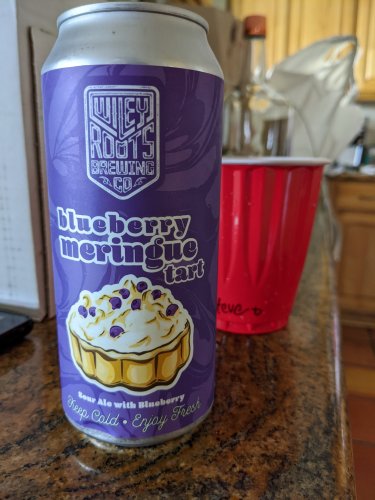 WILEY
ROOTS
BREWING
CO
blueberry
meringue
tart
Sour Ale with Blueberry
Keep Cold • Enjoy Fresh